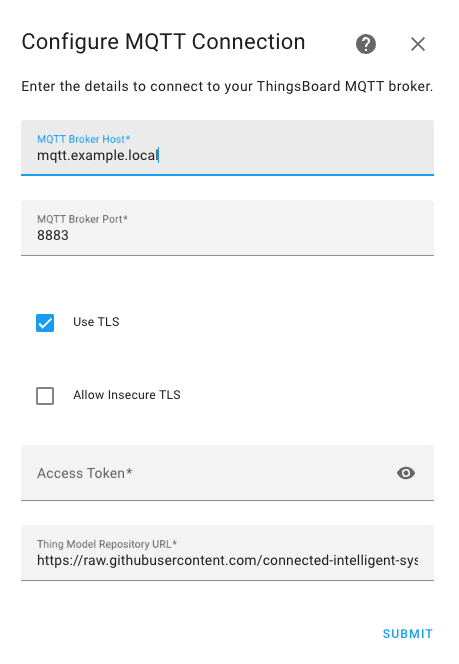 Configure MQTT Connection
Enter the details to connect to your ThingsBoard MQTT broker.
MQTT Broker Host*
mqtt.example.local
MQTT Broker Port*
8883
Use TLS
Allow Insecure TLS
Access Token*
Thing Model Repository URL*
https://raw.githubusercontent.com/connected-intelligent-sys
SUBMIT